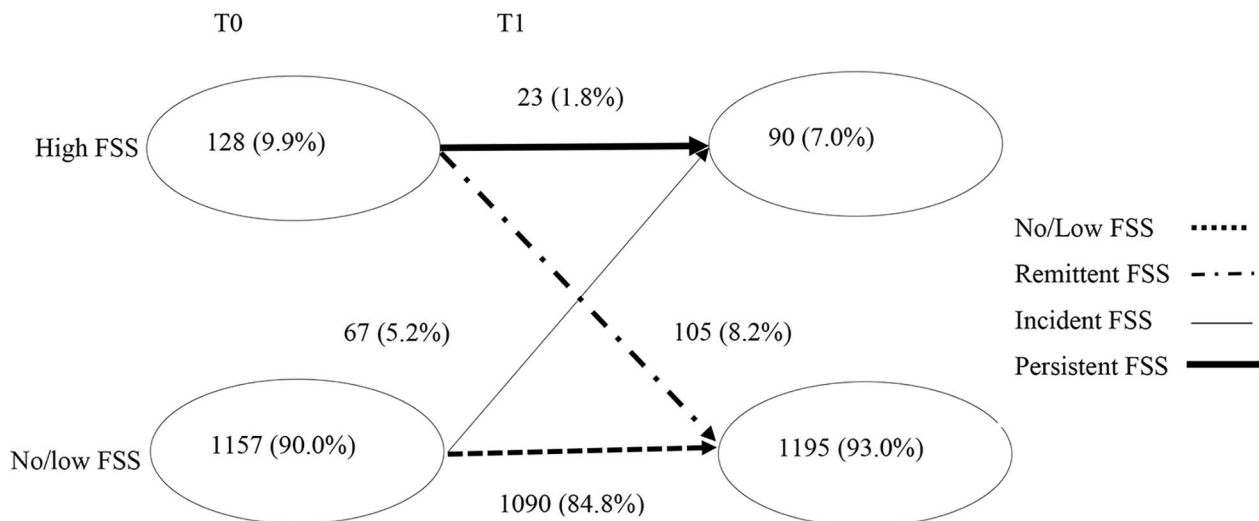 T0
T1
23 (1.8%)
High FSS
128 (9.9%)
90 (7.0%)
No/Low FSS
Remittent FSS
Incident FSS
Persistent FSS
67 (5.2%)
105 (8.2%)
No/low FSS
1157 (90.0%)
1195 (93.0%)
1090 (84.8%)